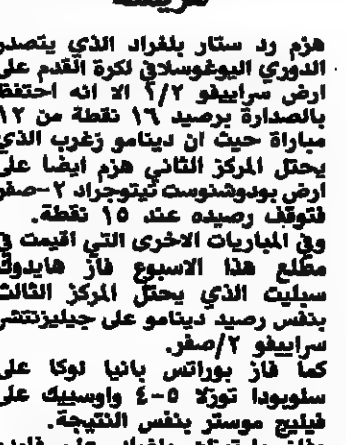 هزم رد ستار بلغراد الذي يتصدر
الدوري اليوغوسلافي لكرة القدم على
ارض سراييفو ٢/٢ الا انه احتفظ
بالصدارة برصيد ١٦ نقطة من ١٢
مباراة حيث ان دينامو زغرب الذي
يحتل المركز الثاني هزم ايضا على
ارض بودوشنوست تيتوجراد ٢-صفر
فتوقف رصيده عند ١٥ نقطة.
وفي المباريات الاخرى التي اقيمت في
مطلع هذا الاسبوع فاز هايدوك
سبليت الذي يحتل المركز الثالث
بنفس رصيد دينامو على جيليزنتشي
سراييفو ٢/صفر.
كما فاز بوراتس بانيا لوكا على
سلوبودا توزلا ٥-٤ واوسييك على
فيليج موستر بنفس النتيجة.